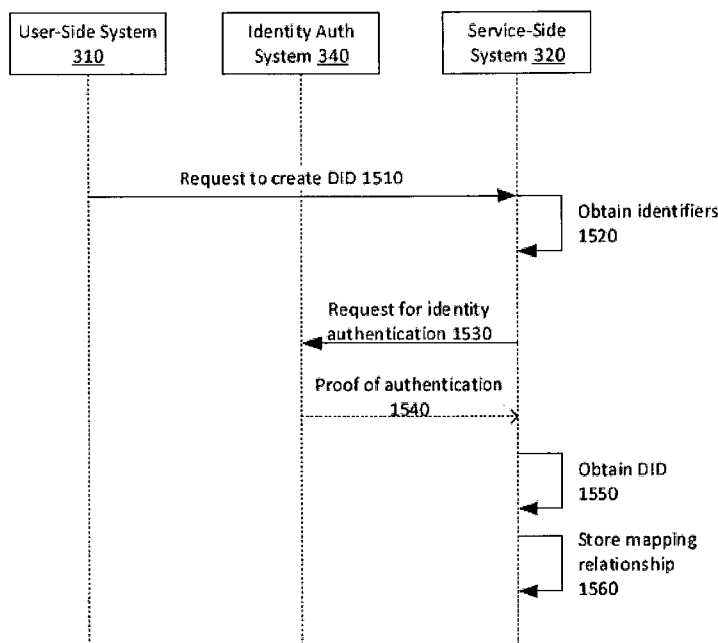 User-Side System
310
Identity Auth
System 340
Service-Side
System 320
Request to create DID 1510
Obtain identifiers
1520
Request for identity
authentication 1530
Proof of authentication
1540
Obtain DID
1550
Store mapping
relationship
1560